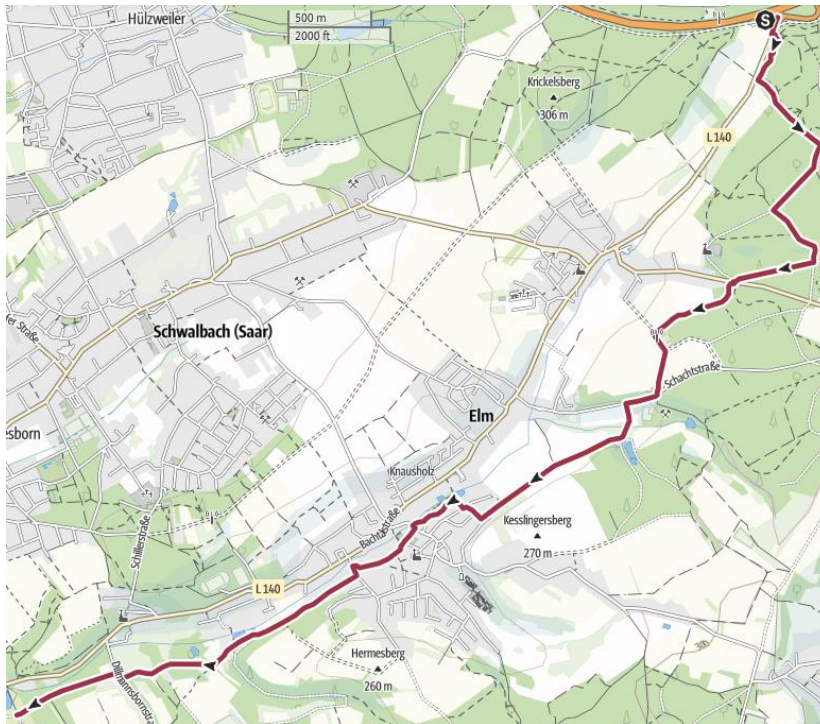 Hülzweiler
500 m
2000 ft
S
Krickelsberg
306 m
L 140
Schwalbach (Saar)
Schachtstraße
Elm
esborn
Knausholz
Kesslingersberg
270 m
Bachtalstraße
Schillerstraße
L 140
Hermesberg
260 m